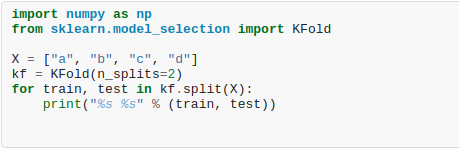 import numpy as np
from sklearn.model_selection import KFold
X = ["a", "b", "c", "d"]
kf = KFold(n_splits=2)
for train, test in kf.split(X):
    print("%s %s" % (train, test))